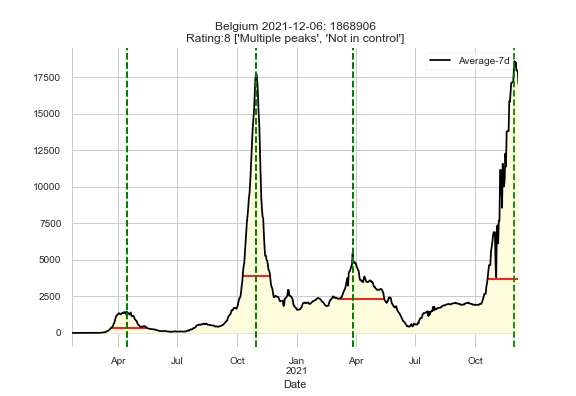 Belgium 2021-12-06: 1868906
Rating:8 ['Multiple peaks', 'Not in control']
Average-7d
17500
15000
12500
10000
7500
5000
2500
0
Apr Jul Oct Jan Apr Jul Oct
2021
Date